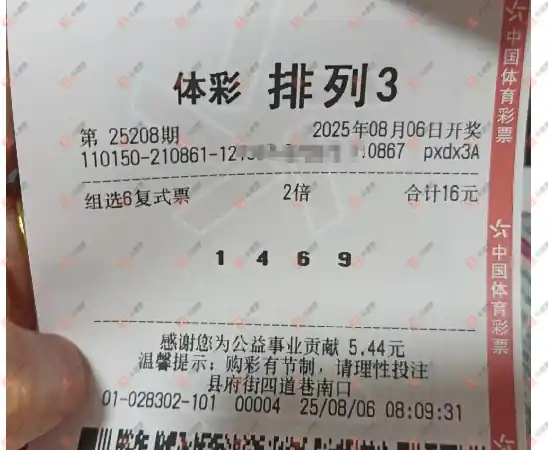 体彩 排列3
第 25208期 2025年08月06日开奖
110150-210861-12 0867 pxdx3A
组选6复式票 2倍 合计16元
1 4 6 9
感谢您为公益事业贡献 5.44元
温馨提示:购彩有节制,请理性投注
县府街四道巷南口
01-028302-101 00004 25/08/06 08:09:31
中国体育彩票
中国体育彩票